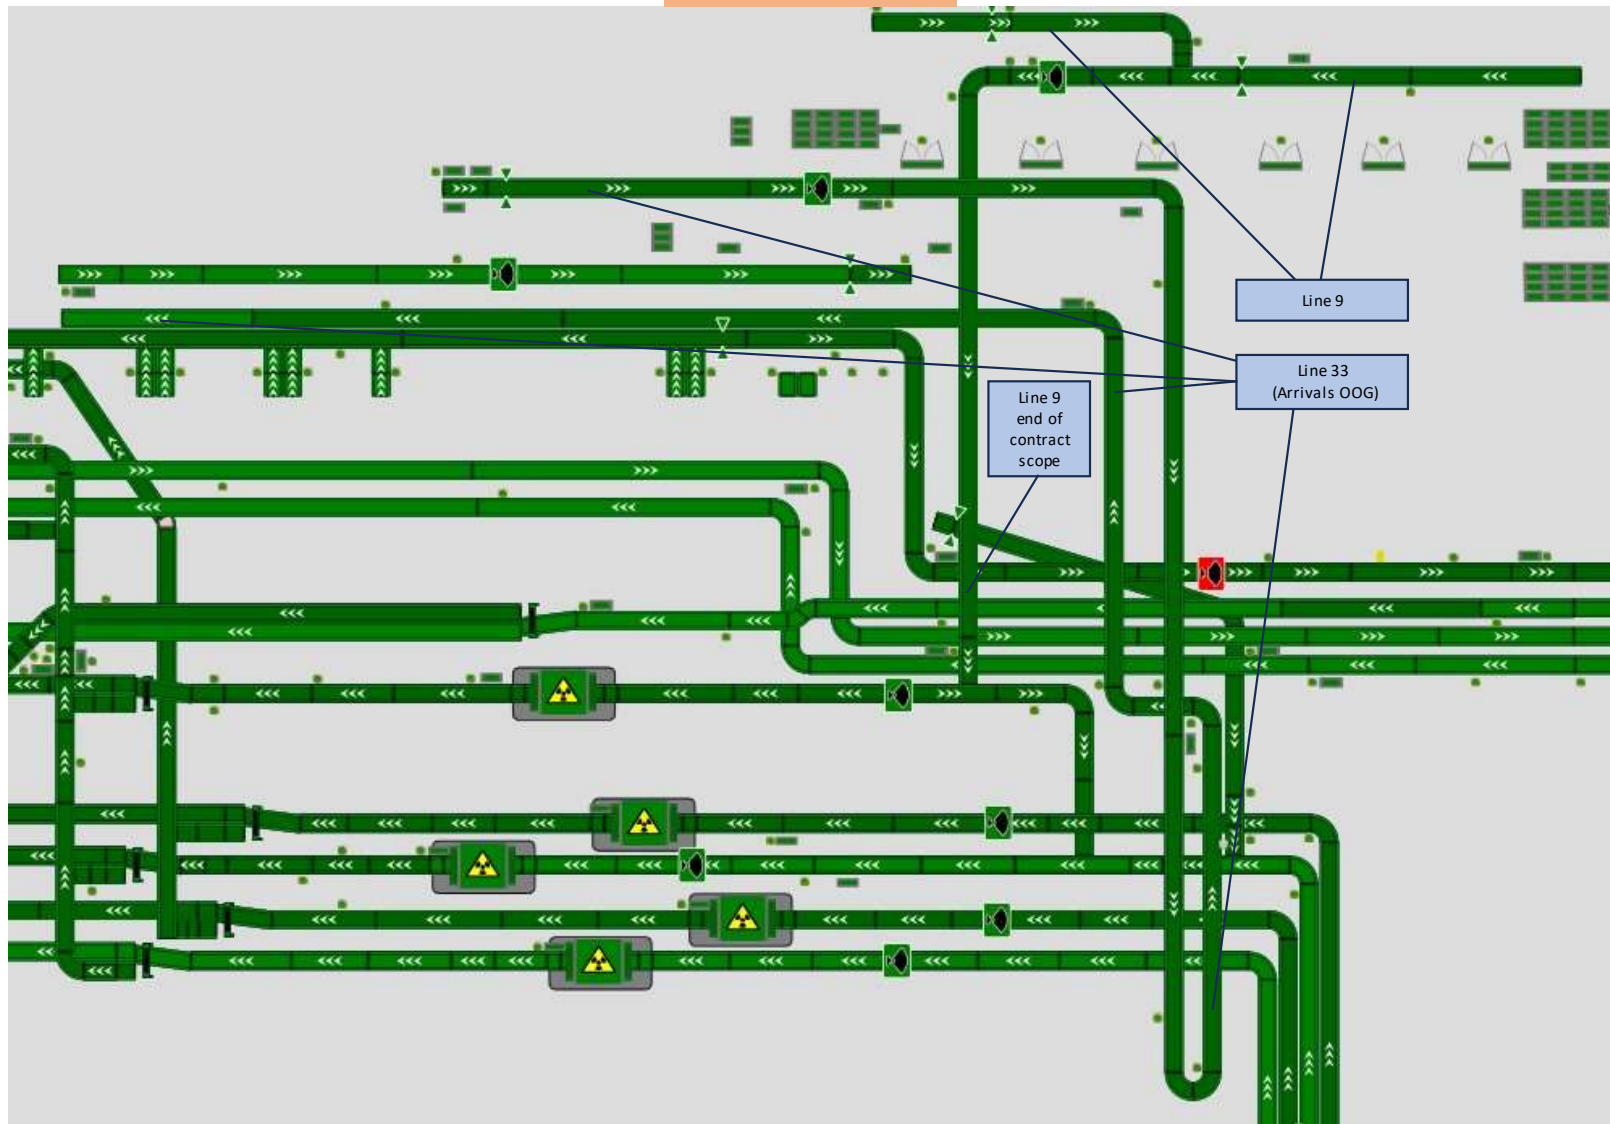 Line 9
Line 33
(Arrivals OOG)
Line 9
end of
contract
scope